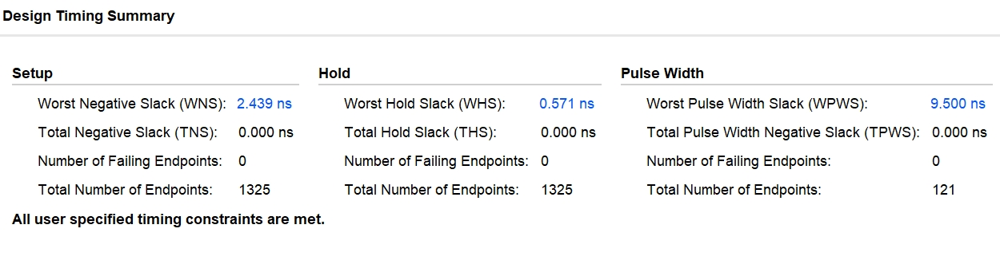 Design Timing Summary
Setup Hold Pulse Width
Worst Negative Slack (WNS): 2.439 ns Worst Hold Slack (WHS): 0.571 ns Worst Pulse Width Slack (WPWS): 9.500 ns
Total Negative Slack (TNS): 0.000 ns Total Hold Slack (THS): 0.000 ns Total Pulse Width Negative Slack (TPWS): 0.000 ns
Number of Failing Endpoints: 0 Number of Failing Endpoints: 0 Number of Failing Endpoints: 0
Total Number of Endpoints: 1325 Total Number of Endpoints: 1325 Total Number of Endpoints: 121
All user specified timing constraints are met.